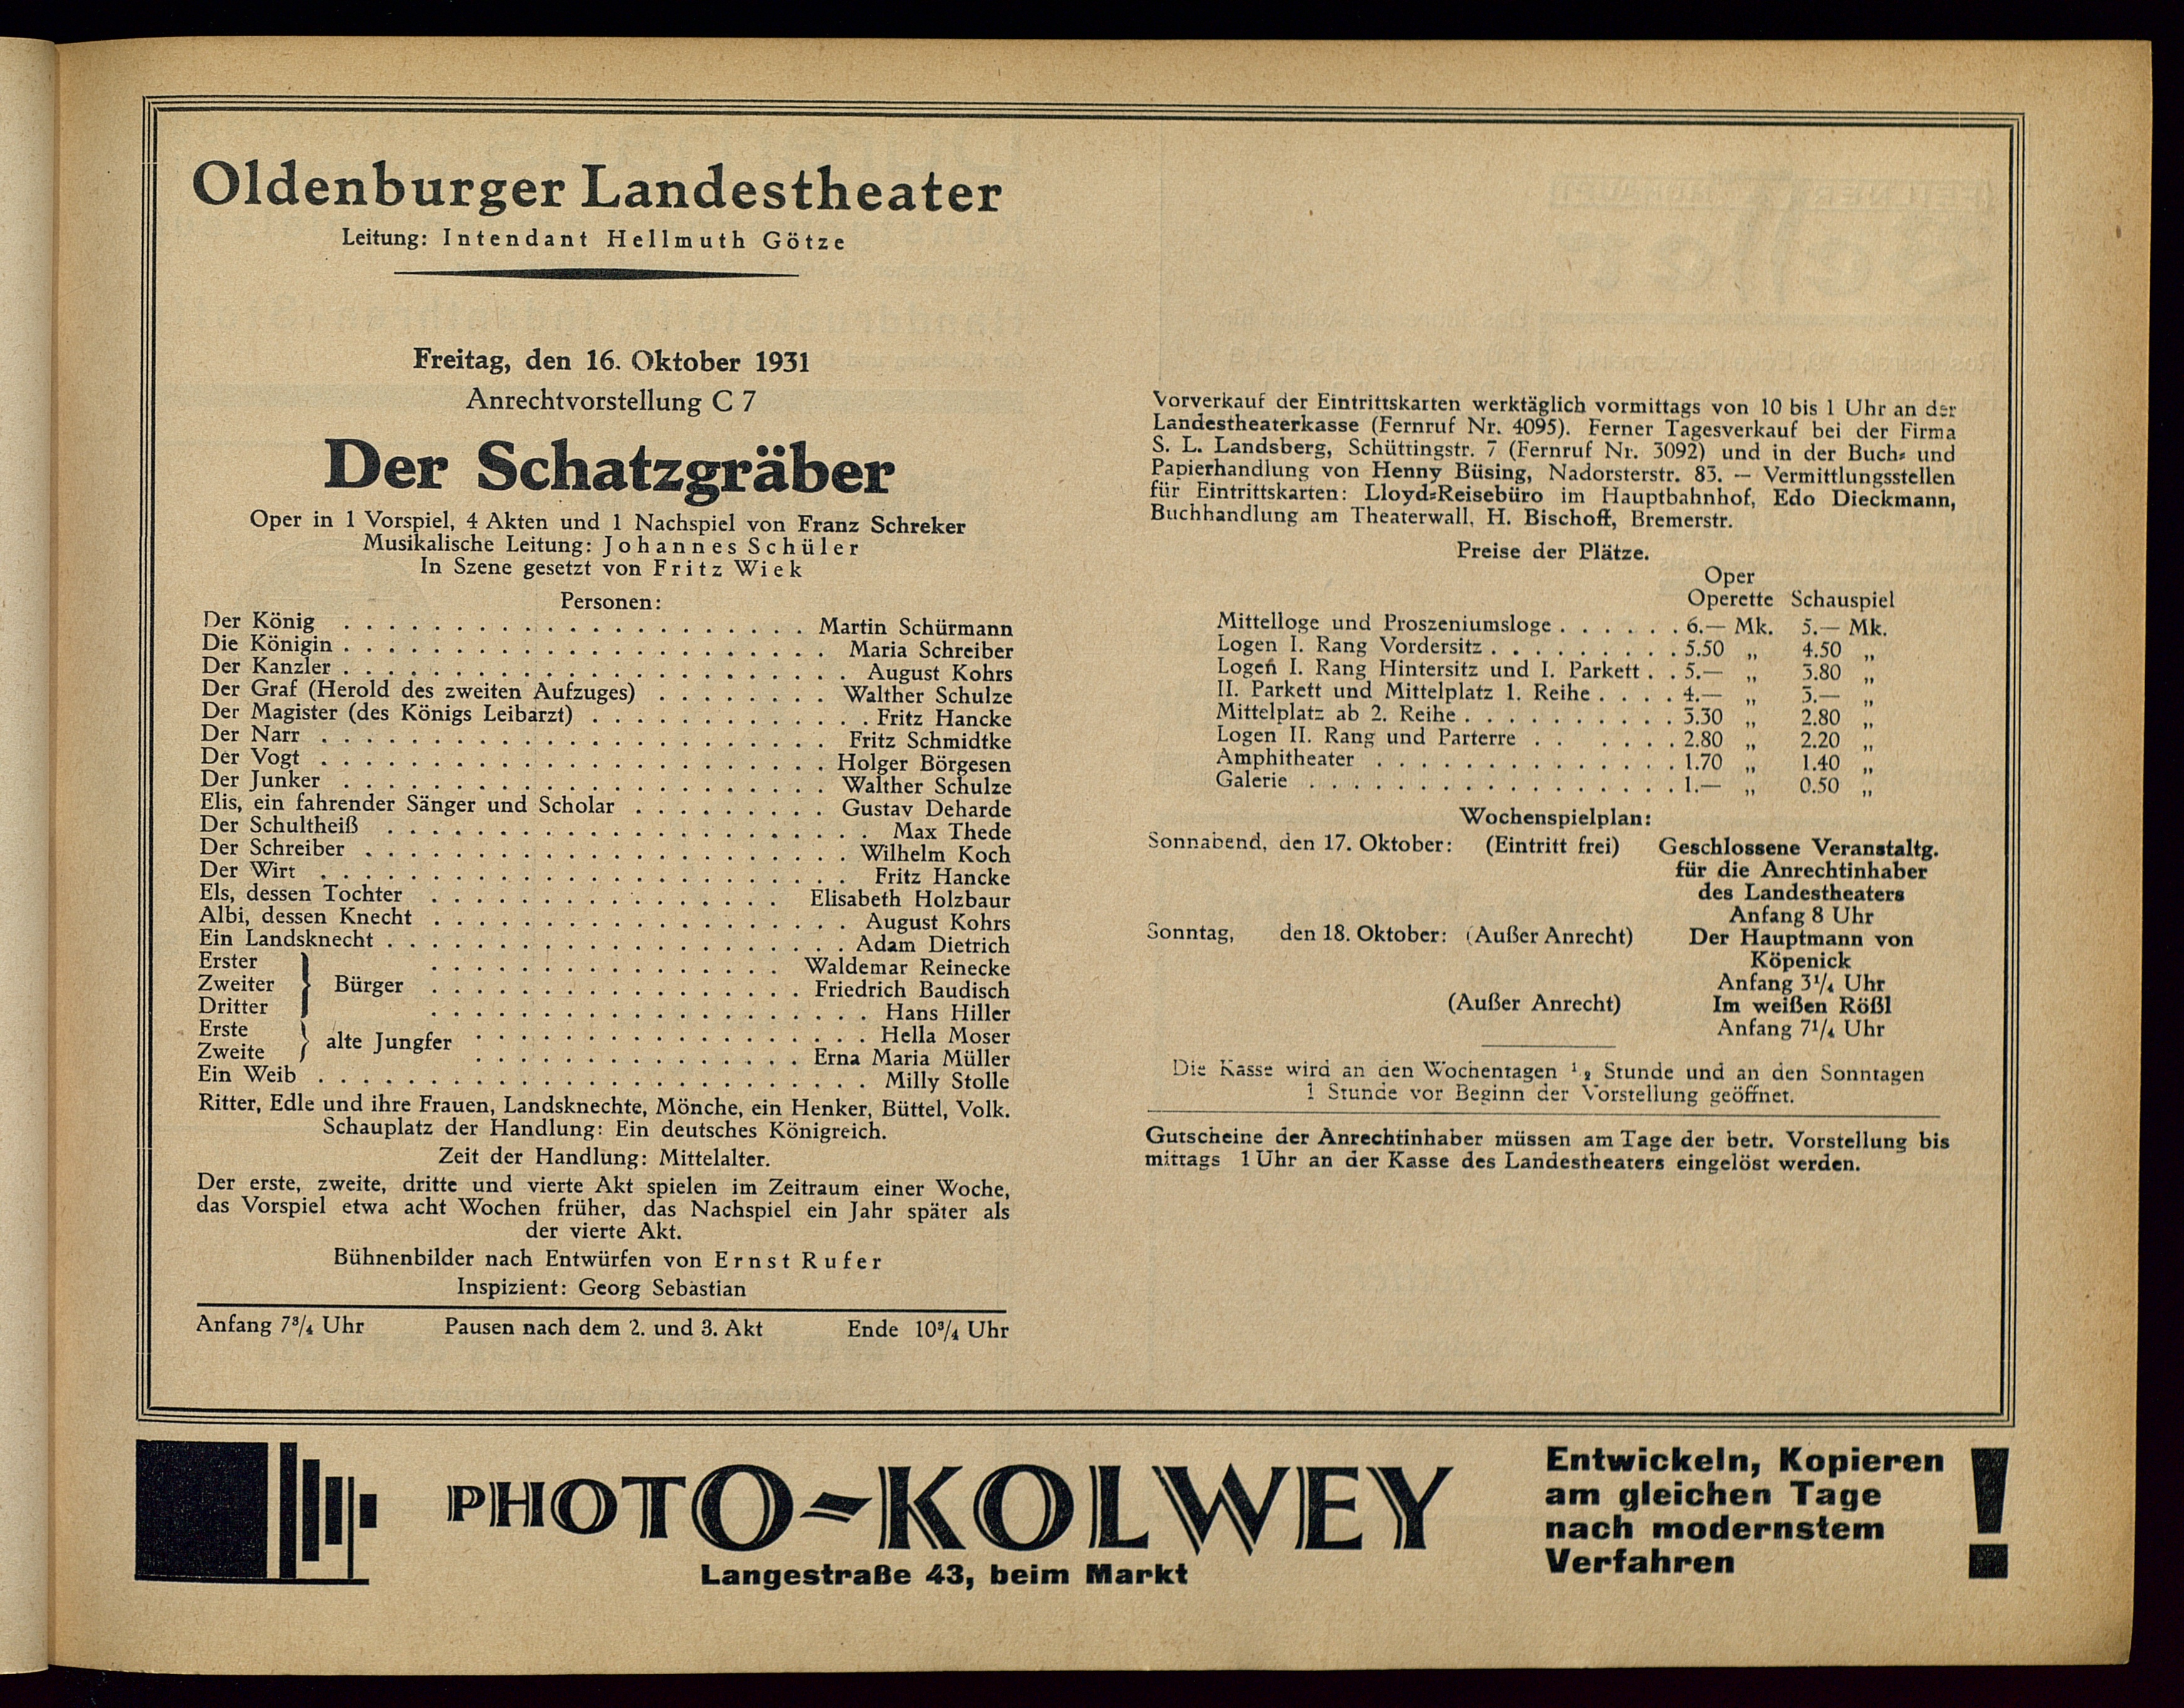 Oldenburger Landestheater
Leitung: Intendant Hellmuth Götze
Freitag, den 16. Oktober 1931
Anrechtvorstellung C 7
Der Schatzgräber
Oper in 1 Vorspiel, 4 Akten und 1 Nachspiel von Franz Schreker
Musikalische Leitung: Johannes Schüler
In Szene gesetzt von Fritz Wiek
Personen:
Der König . . . . . . . . . . . . . . . . Martin Schürmann
Die Königin . . . . . . . . . . . . . . . . Maria Schreiber
Der Kanzler . . . . . . . . . . . . . . . . August Kohrs
Der Graf (Herold des zweiten Aufzuges) . . . . . . Walther Schulze
Der Magister (des Königs Leibarzt) . . . . . . . . . . Fritz Hancke
Der Narr . . . . . . . . . . . . . . . . Fritz Schmidtke
Der Vogt . . . . . . . . . . . . . . . . Holger Börgesen
Der Junker . . . . . . . . . . . . . . . . Walther Schulze
Elis, ein fahrender Sänger und Scholar . . . . . . . Gustav Deharde
Der Schultheiß . . . . . . . . . . . . . . . . Max Thede
Der Schreiber . . . . . . . . . . . . . . . . Wilhelm Koch
Der Wirt . . . . . . . . . . . . . . . . Fritz Hancke
Els, dessen Tochter . . . . . . . . . . . . Elisabeth Holzbaur
Albi, dessen Knecht . . . . . . . . . . . . August Kohrs
Ein Landsknecht . . . . . . . . . . . . . . Adam Dietrich
Erster . . . . . . . . . . . . Waldemar Reinecke
Zweiter } Bürger . . . . . . . . . . . . Friedrich Baudisch
Dritter . . . . . . . . . . . . Hans Hiller
Erste } alte Jungfer . . . . . . . . . . . . Hella Moser
Zweite . . . . . . . . . . . . Erna Maria Müller
Ein Weib . . . . . . . . . . . . . . . . Milly Stolle
Ritter, Edle und ihre Frauen, Landsknechte, Mönche, ein Henker, Büttel, Volk.
Schauplatz der Handlung: Ein deutsches Königreich.
Zeit der Handlung: Mittelalter.
Der erste, zweite, dritte und vierte Akt spielen im Zeitraum einer Woche,
das Vorspiel etwa acht Wochen früher, das Nachspiel ein Jahr später als
der vierte Akt.
Bühnenbilder nach Entwürfen von Ernst Rufer
Inspizient: Georg Sebastian
Anfang 7³/₄ Uhr Pausen nach dem 2. und 3. Akt Ende 10³/₄ Uhr
Vorverkauf der Eintrittskarten werktäglich vormittags von 10 bis 1 Uhr an der
Landestheaterkasse (Fernruf Nr. 4095). Ferner Tagesverkauf bei der Firma
S. L. Landsberg, Schüttingstr. 7 (Fernruf Nr. 3092) und in der Buch- und
Papierhandlung von Henny Büsing, Nadorsterstr. 83. — Vermittlungsstellen
für Eintrittskarten: Lloyd-Reisebüro im Hauptbahnhof, Edo Dieckmann,
Buchhandlung am Theaterwall, H. Bischoff, Bremerstr.
Preise der Plätze.
Oper
Operette Schauspiel
Mittelloge und Proszeniumsloge . . . . . . 6.— Mk. 5.— Mk.
Logen I. Rang Vordersitz . . . . . . . . . 5.50 „ 4.50 „
Logen I. Rang Hintersitz und I. Parkett . . 5.— „ 3.80 „
II. Parkett und Mittelplatz 1. Reihe . . . . 4.— „ 3.— „
Mittelplatz ab 2. Reihe . . . . . . . . . . 3.30 „ 2.80 „
Logen II. Rang und Parterre . . . . . . 2.80 „ 2.20 „
Amphitheater . . . . . . . . . . . . . . 1.70 „ 1.40 „
Galerie . . . . . . . . . . . . . . . . . 1.— „ 0.50 „
Wochenspielplan:
Sonnabend, den 17. Oktober: (Eintritt frei) Geschlossene Veranstaltg.
für die Anrechtinhaber
des Landestheaters
Anfang 8 Uhr
Sonntag, den 18. Oktober: (Außer Anrecht) Der Hauptmann von
Köpenick
Anfang 3¹/₄ Uhr
(Außer Anrecht) Im weißen Rößl
Anfang 7¹/₄ Uhr
Die Kasse wird an den Wochentagen ¹/₂ Stunde und an den Sonntagen
1 Stunde vor Beginn der Vorstellung geöffnet.
Gutscheine der Anrechtinhaber müssen am Tage der betr. Vorstellung bis
mittags 1 Uhr an der Kasse des Landestheaters eingelöst werden.
PHOTO-KOLWEY
Langestraße 43, beim Markt
Entwickeln, Kopieren
am gleichen Tage
nach modernstem
Verfahren !